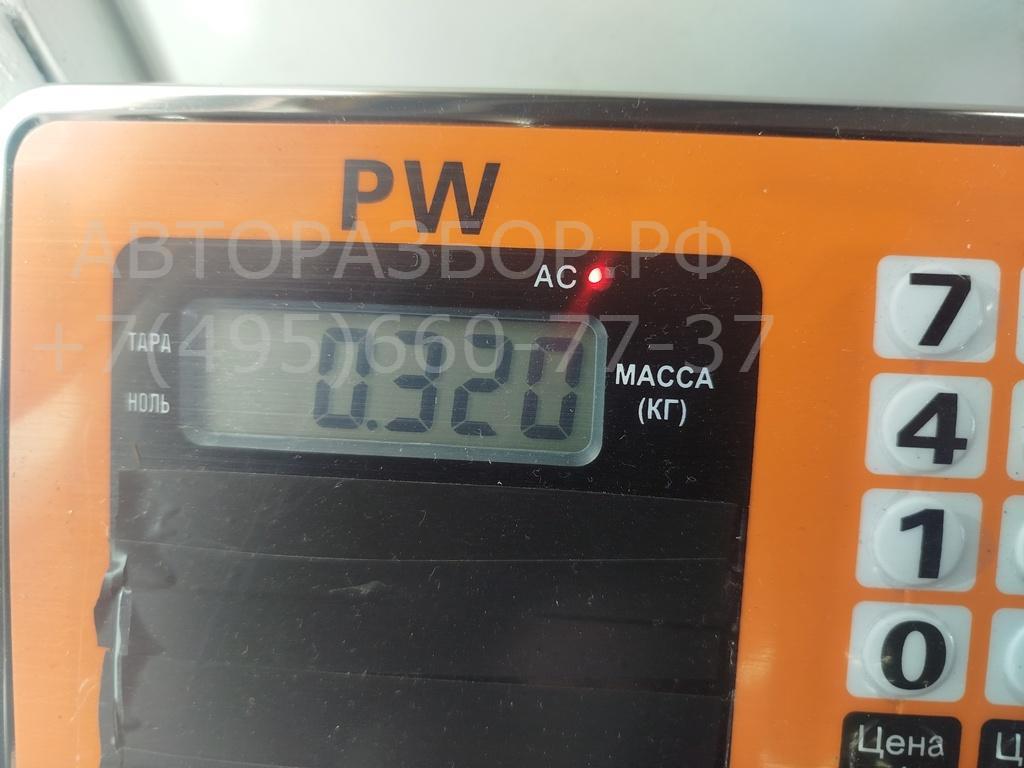 PW
АВТОРАЗБОР.РФ
AC
+7(495)660-77-37
ТАРА
0.320
МАССА
(КГ)
НОЛЬ
7
4
1
0
Цена
Ц